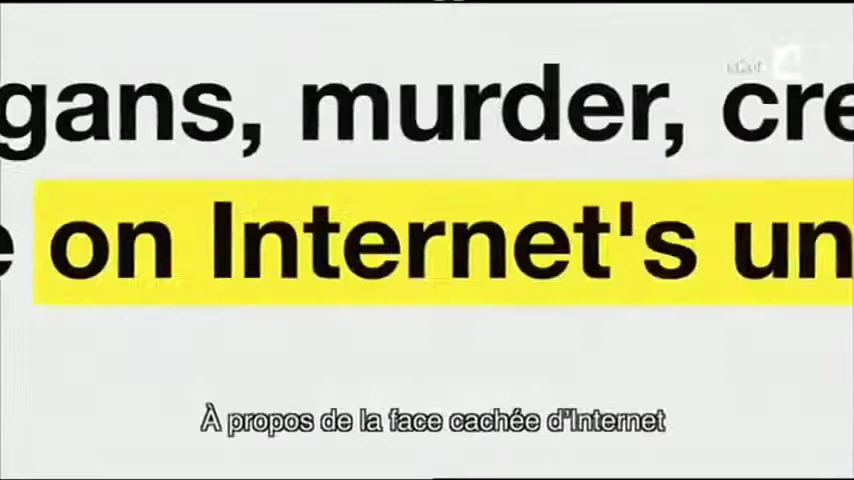 gans, murder, cre
e on Internet's un
À propos de la face cachée d'Internet